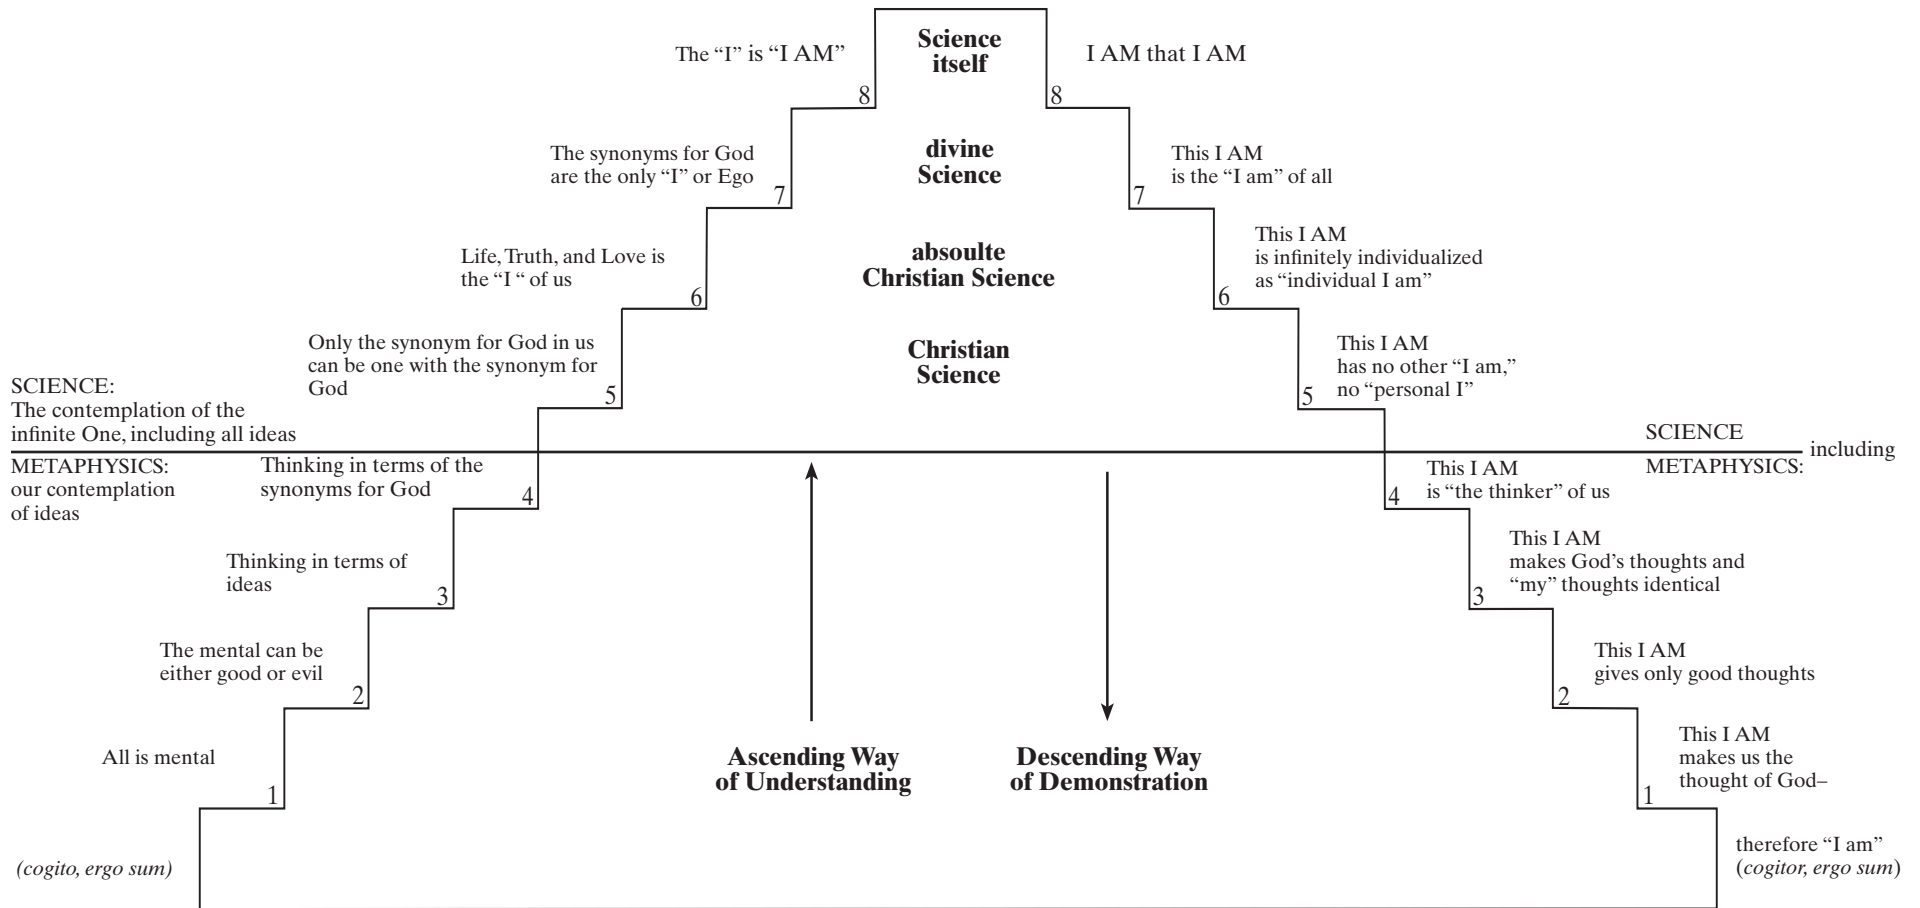 The “I” is “I AM”
Science
itself
I AM that I AM
8
8
The synonyms for God
are the only “I” or Ego
divine
Science
This I AM
is the “I am” of all
7
7
Life, Truth, and Love is
the “I “ of us
absoulte
Christian Science
This I AM
is infinitely individualized
as “individual I am”
6
6
Only the synonym for God in us
can be one with the synonym for
God
Christian
Science
This I AM
has no other “I am,”
no “personal I”
5
5
SCIENCE:
The contemplation of the
infinite One, including all ideas
SCIENCE
including
METAPHYSICS:
our contemplation
of ideas
Thinking in terms of the
synonyms for God
METAPHYSICS:
This I AM
is “the thinker” of us
4
4
Thinking in terms of
ideas
This I AM
makes God’s thoughts and
“my” thoughts identical
3
3
The mental can be
either good or evil
This I AM
gives only good thoughts
2
2
All is mental
Ascending Way
of Understanding
Descending Way
of Demonstration
This I AM
makes us the
thought of God–
1
1
(cogito, ergo sum)
therefore “I am”
(cogitor, ergo sum)